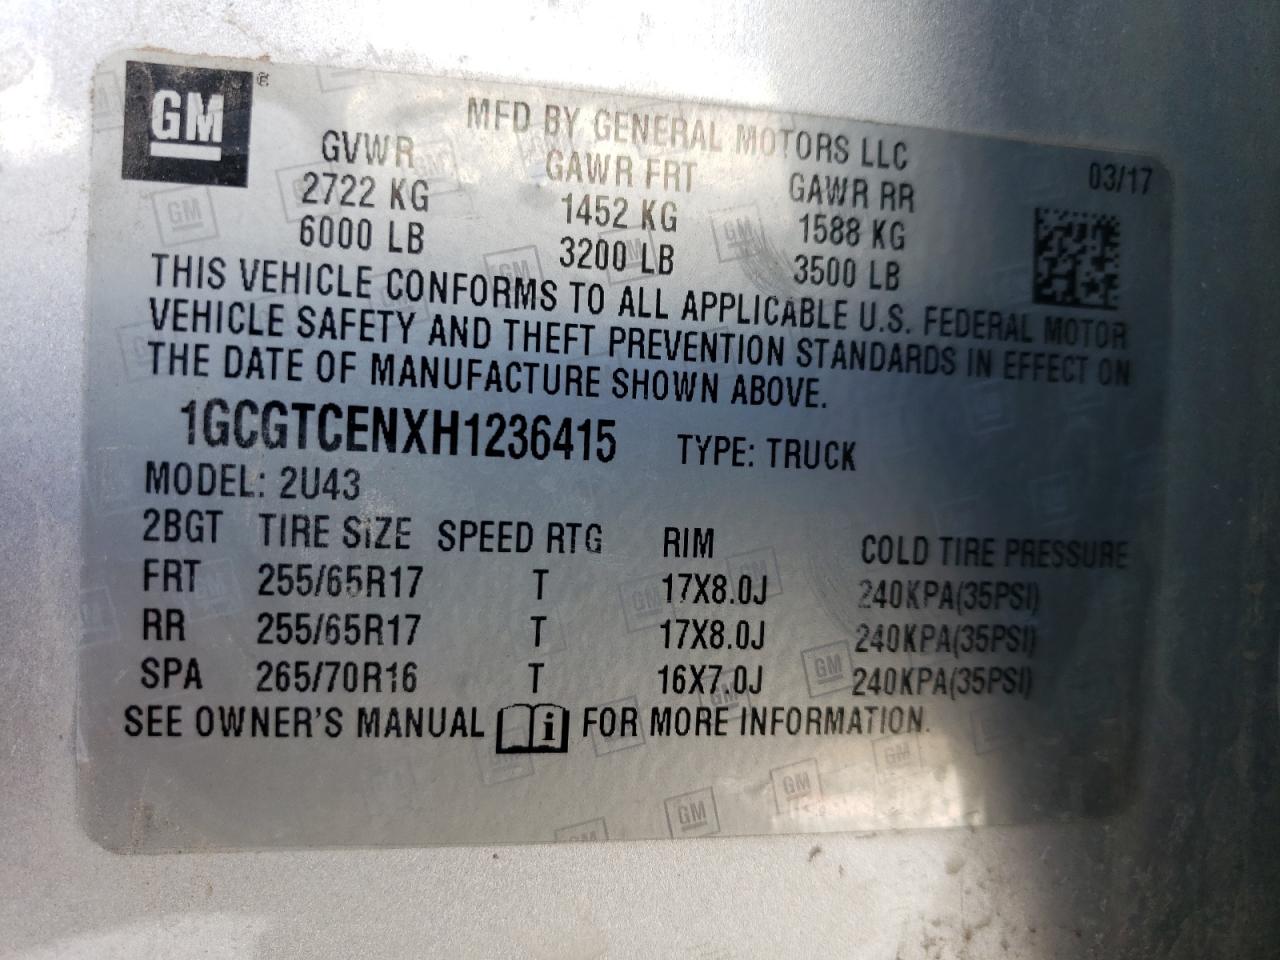 GM ®
MFD BY GENERAL MOTORS LLC
03/17
GVWR GAWR FRT GAWR RR
2722 KG 1452 KG 1588 KG
6000 LB 3200 LB 3500 LB
THIS VEHICLE CONFORMS TO ALL APPLICABLE U.S. FEDERAL MOTOR
VEHICLE SAFETY AND THEFT PREVENTION STANDARDS IN EFFECT ON
THE DATE OF MANUFACTURE SHOWN ABOVE.
1GCGTCENXH1236415 TYPE: TRUCK
MODEL: 2U43
2BGT TIRE SIZE SPEED RTG RIM COLD TIRE PRESSURE
FRT 255/65R17 T 17X8.0J 240KPA(35PSI)
RR 255/65R17 T 17X8.0J 240KPA(35PSI)
SPA 265/70R16 T 16X7.0J 240KPA(35PSI)
SEE OWNER'S MANUAL i FOR MORE INFORMATION.